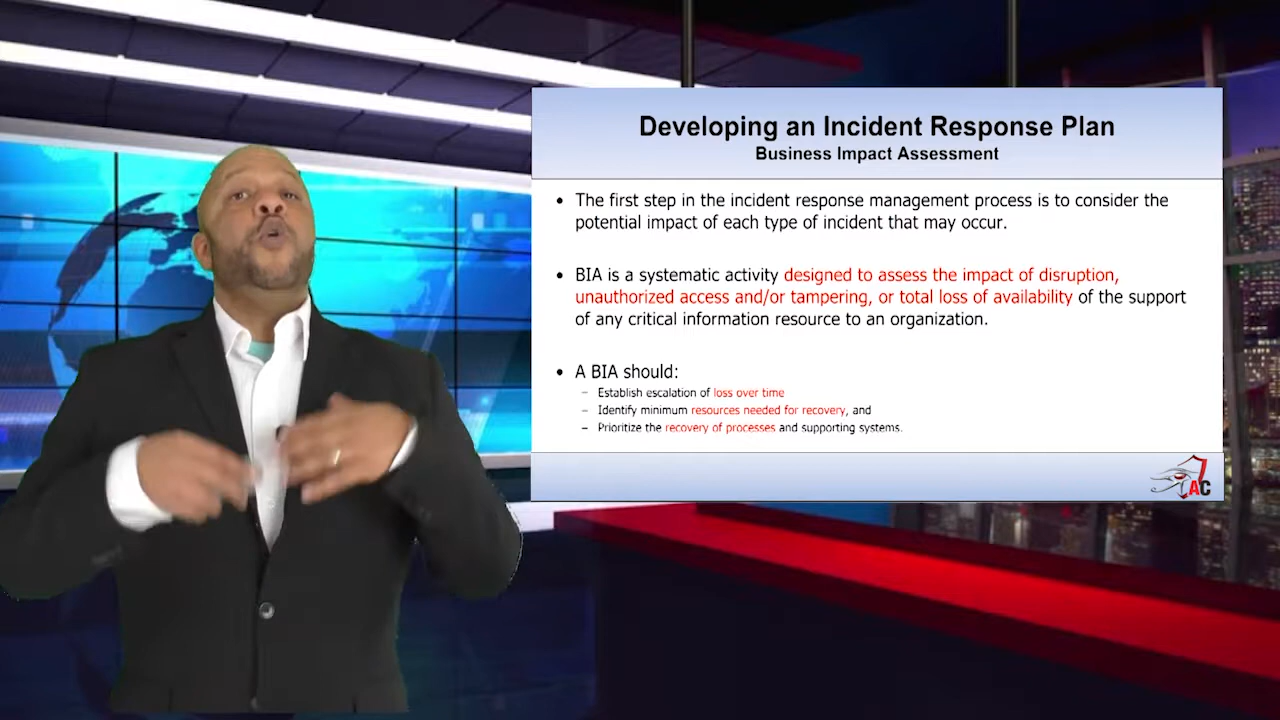 Developing an Incident Response Plan
Business Impact Assessment
• The first step in the incident response management process is to consider the
potential impact of each type of incident that may occur.
• BIA is a systematic activity designed to assess the impact of disruption,
unauthorized access and/or tampering, or total loss of availability of the support
of any critical information resource to an organization.
• A BIA should:
– Establish escalation of loss over time
– Identify minimum resources needed for recovery, and
– Prioritize the recovery of processes and supporting systems.
AC